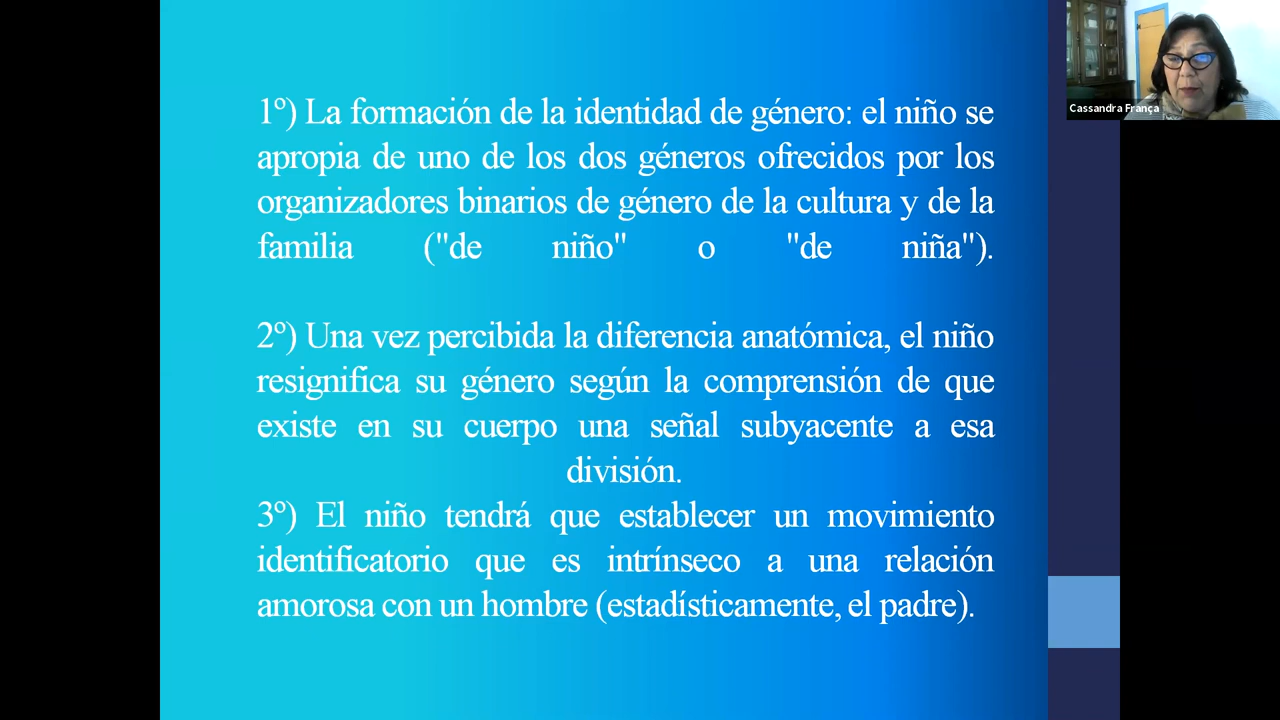 Cassandra França
1º) La formación de la identidad de género: el niño se
apropia de uno de los dos géneros ofrecidos por los
organizadores binarios de género de la cultura y de la
familia ("de niño" o "de niña").
2º) Una vez percibida la diferencia anatómica, el niño
resignifica su género según la comprensión de que
existe en su cuerpo una señal subyacente a esa
división.
3º) El niño tendrá que establecer un movimiento
identificatorio que es intrínseco a una relación
amorosa con un hombre (estadísticamente, el padre).